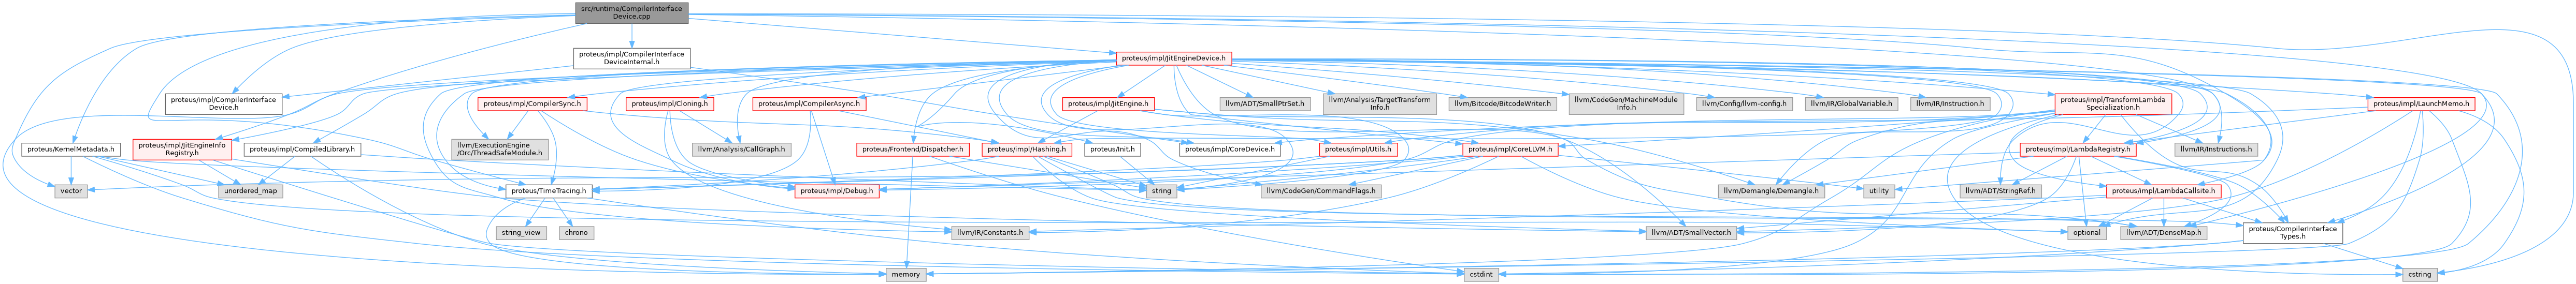 src/runtime/CompilerInterface
Device.cpp
proteus/impl/CompilerInterface
DeviceInternal.h
proteus/impl/JitEngineDevice.h
proteus/impl/CompilerInterface
Device.h
proteus/impl/CompilerSync.h
proteus/impl/Cloning.h
proteus/impl/CompilerAsync.h
proteus/impl/JitEngine.h
llvm/ADT/SmallPtrSet.h
llvm/Analysis/TargetTransform
Info.h
llvm/Bitcode/BitcodeWriter.h
llvm/CodeGen/MachineModule
Info.h
llvm/Config/llvm-config.h
llvm/IR/GlobalVariable.h
llvm/IR/Instruction.h
proteus/impl/TransformLambda
Specialization.h
proteus/impl/LaunchMemo.h
proteus/impl/KernelMetadata.h
proteus/impl/JitEngineInfo
Registry.h
proteus/impl/CompiledLibrary.h
llvm/ExecutionEngine
/Orc/ThreadSafeModule.h
llvm/Analysis/CallGraph.h
proteus/Frontend/Dispatcher.h
proteus/impl/Hashing.h
proteus/Init.h
proteus/impl/CoreDevice.h
proteus/impl/Utils.h
proteus/impl/CoreLLVM.h
proteus/impl/LambdaRegistry.h
llvm/IR/Instructions.h
vector
unordered_map
proteus/TimeTracing.h
proteus/impl/Debug.h
string
llvm/CodeGen/CommandFlags.h
utility
llvm/Demangle/Demangle.h
llvm/ADT/StringRef.h
proteus/impl/LambdaCallsite.h
string_view
chrono
llvm/IR/Constants.h
llvm/ADT/SmallVector.h
optional
llvm/ADT/DenseMap.h
proteus/CompilerInterface
Types.h
memory
cstdint
cstring